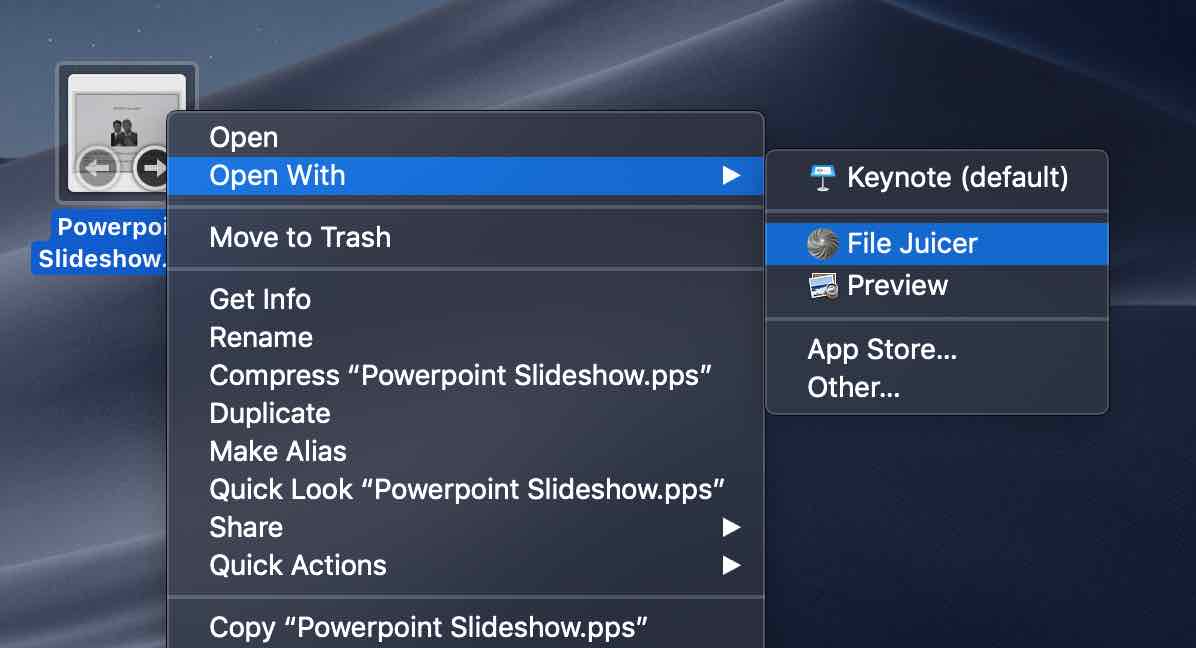 Powerpoi
Slideshow.
Open
Open With
Move to Trash
Get Info
Rename
Compress “Powerpoint Slideshow.pps”
Duplicate
Make Alias
Quick Look “Powerpoint Slideshow.pps”
Share
Quick Actions
Copy “Powerpoint Slideshow.pps”
Keynote (default)
File Juicer
Preview
App Store...
Other...